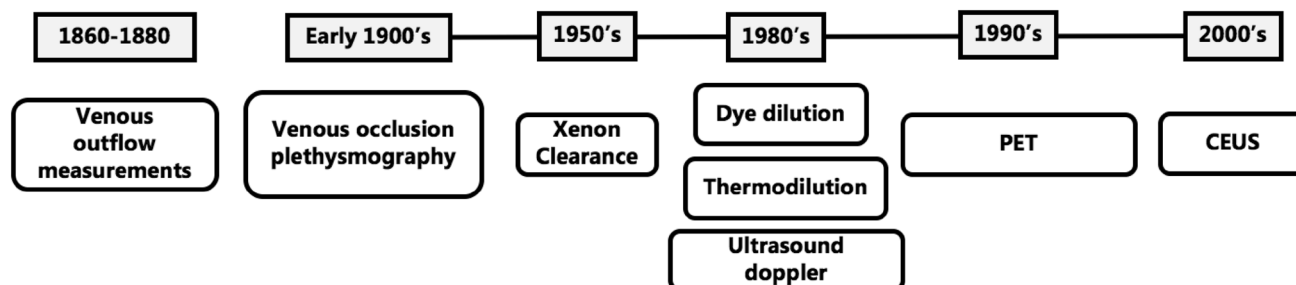 1860-1880
Early 1900’s
1950’s
1980’s
1990’s
2000’s
Venous
outflow
measurements
Venous occlusion
plethysmography
Xenon
Clearance
Dye dilution
Thermodilution
Ultrasound
doppler
PET
CEUS